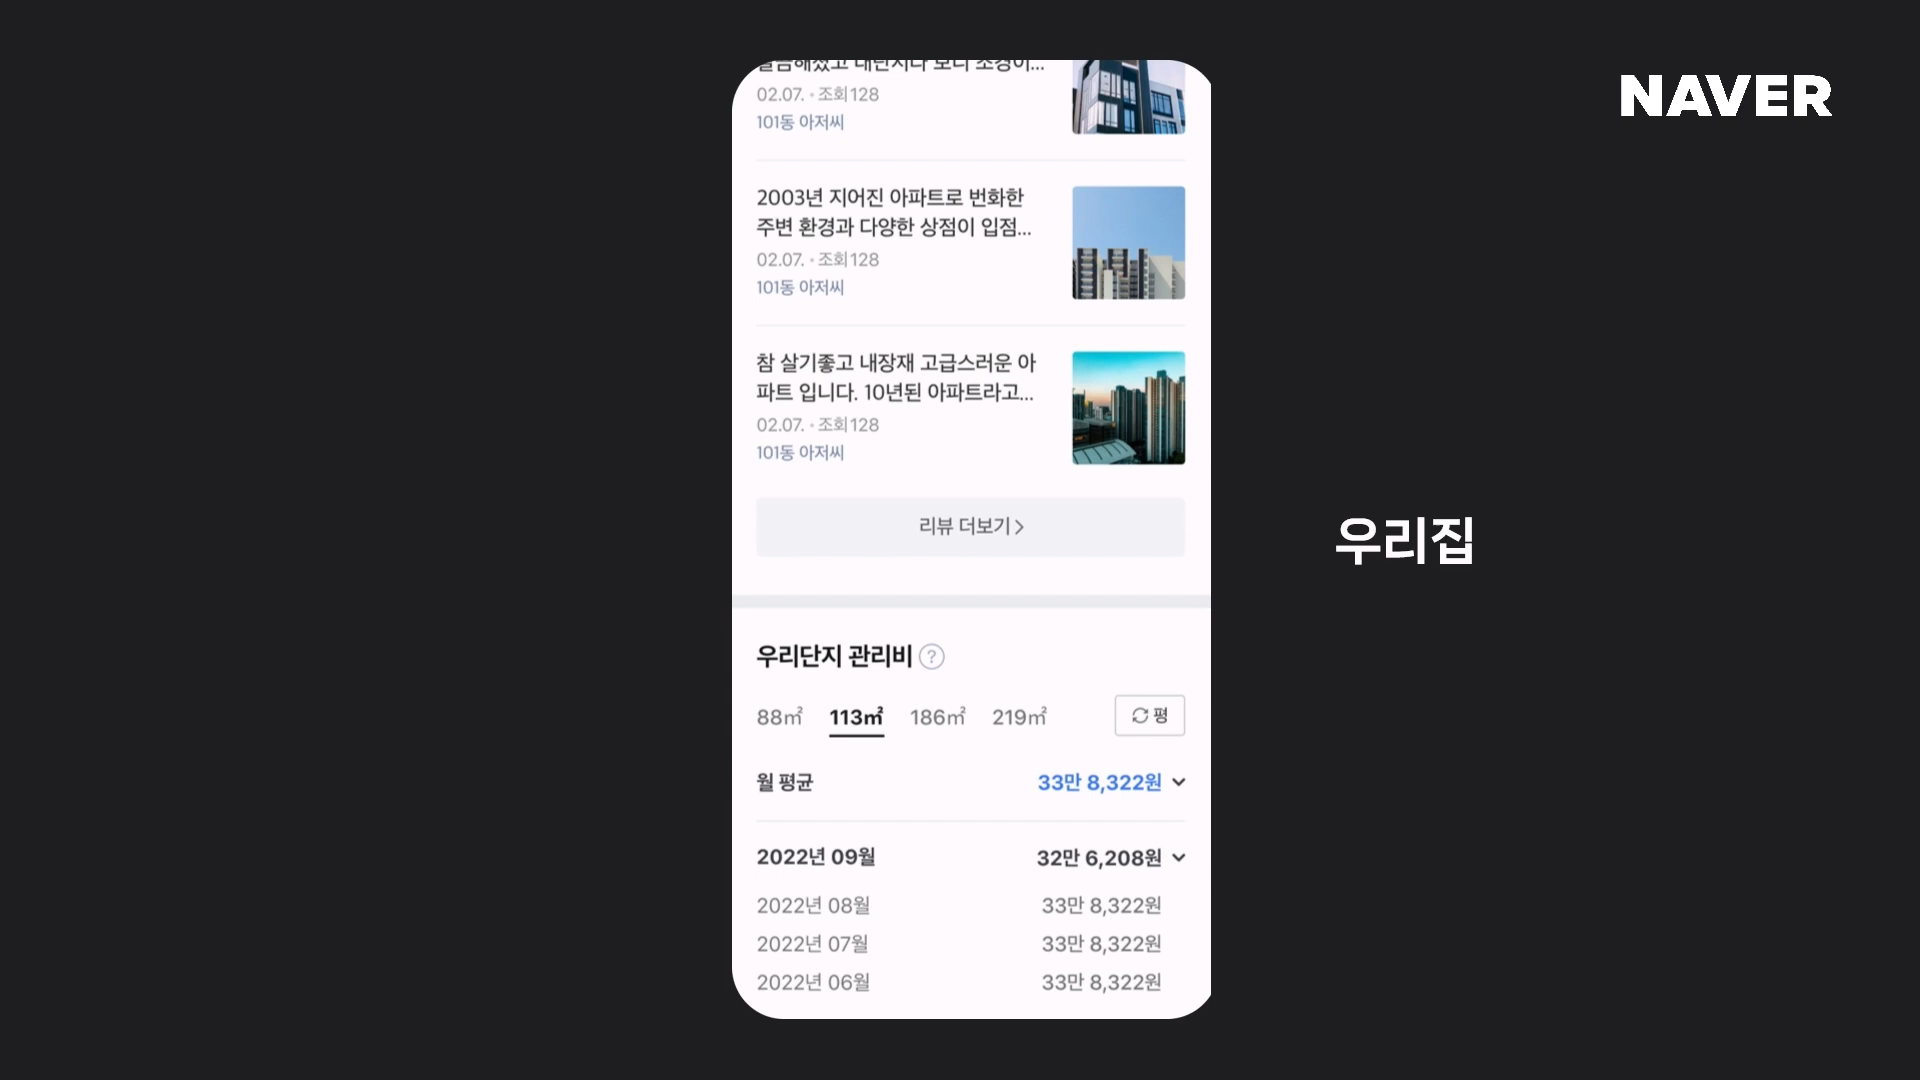 NAVER
02.07. • 조회128
101동 아저씨
2003년 지어진 아파트로 번화한
주변 환경과 다양한 상점이 입점...
02.07. • 조회128
101동 아저씨
참 살기좋고 내장재 고급스러운 아
파트 입니다. 10년된 아파트라고...
02.07. • 조회128
101동 아저씨
리뷰 더보기 >
우리집
우리단지 관리비 ?
88㎡ 113㎡ 186㎡ 219㎡ 평
월 평균 33만 8,322원
2022년 09월 32만 6,208원
2022년 08월 33만 8,322원
2022년 07월 33만 8,322원
2022년 06월 33만 8,322원